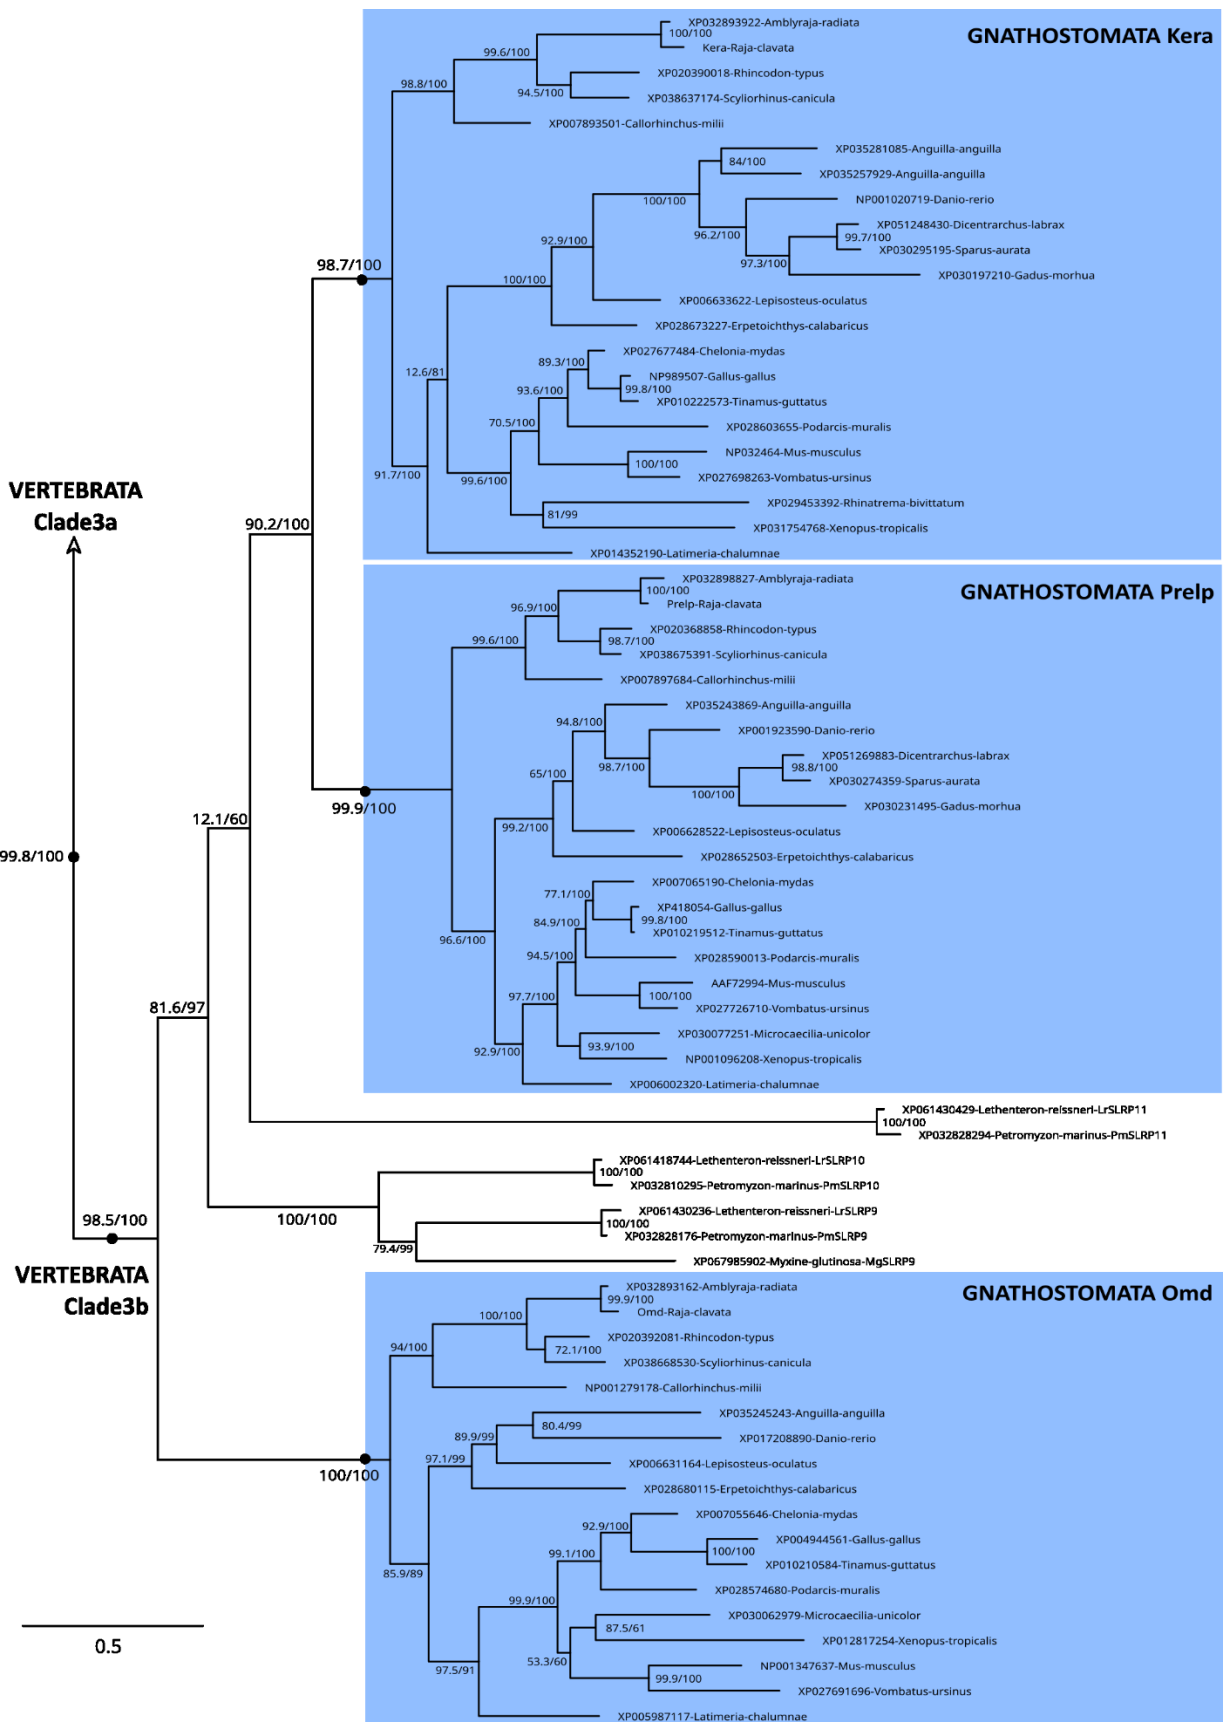 XP032893922-Amblyraja-radiata
GNATHOSTOMATA Kera
100/100
Kera-Raja-clavata
99.6/100
XP020390018-Rhincodon-typus
98.8/100
94.5/100
XP038637174-Scyliorhinus-canicula
XP007893501-Callorhinchus-milii
XP035281085-Anguilla-anguilla
84/100
XP035257929-Anguilla-anguilla
100/100
NP001020719-Danio-rerio
XP051248430-Dicentrarchus-labrax
96.2/100
99.7/100
92.9/100
XP030295195-Sparus-aurata
97.3/100
98.7/100
XP030197210-Gadus-morhua
100/100
XP006633622-Lepisosteus-oculatus
XP028673227-Erpetoichthys-calabaricus
XP027677484-Chelonia-mydas
89.3/100
12.6/81
NP989507-Gallus-gallus
93.6/100
99.8/100
XP010222573-Tinamus-guttatus
70.5/100
XP028603655-Podarcis-muralis
NP032464-Mus-musculus
100/100
91.7/100
99.6/100
XP027698263-Vombatus-ursinus
VERTEBRATA
Clade3a
XP029453392-Rhinatrema-bivittatum
81/99
90.2/100
XP031754768-Xenopus-tropicalis
XP014352190-Latimeria-chalumnae
XP032898827-Amblyraja-radiata
GNATHOSTOMATA Prelp
100/100
Prelp-Raja-clavata
96.9/100
XP020368858-Rhincodon-typus
99.6/100
98.7/100
XP038675391-Scyliorhinus-canicula
XP007897684-Callorhinchus-milii
XP035243869-Anguilla-anguilla
94.8/100
XP001923590-Danio-rerio
XP051269883-Dicentrarchus-labrax
98.7/100
98.8/100
65/100
XP030274359-Sparus-aurata
100/100
99.9/100
XP030231495-Gadus-morhua
12.1/60
99.2/100
XP006628522-Lepisosteus-oculatus
99.8/100
XP028652503-Erpetoichthys-calabaricus
XP007065190-Chelonia-mydas
77.1/100
XP418054-Gallus-gallus
84.9/100
99.8/100
XP010219512-Tinamus-guttatus
96.6/100
94.5/100
XP028590013-Podarcis-muralis
97.7/100
AAF72994-Mus-musculus
100/100
81.6/97
XP027726710-Vombatus-ursinus
XP030077251-Microcaecilia-unicolor
92.9/100
93.9/100
NP001096208-Xenopus-tropicalis
XP006002320-Latimeria-chalumnae
XP061430429-Lethenteron-reissneri-LrSLRP11
100/100
XP032828294-Petromyzon-marinus-PmSLRP11
XP061418744-Lethenteron-reissneri-LrSLRP10
100/100
XP032810295-Petromyzon-marinus-PmSLRP10
XP061430236-Lethenteron-reissneri-LrSLRP9
98.5/100
100/100
100/100
XP032828176-Petromyzon-marinus-PmSLRP9
79.4/99
XP067985902-Myxine-glutinosa-MgSLRP9
VERTEBRATA
Clade3b
XP032893162-Amblyraja-radiata
GNATHOSTOMATA Omd
99.9/100
Omd-Raja-clavata
100/100
XP020392081-Rhincodon-typus
94/100
72.1/100
XP038668530-Scyliorhinus-canicula
NP001279178-Callorhinchus-milii
XP035245243-Anguilla-anguilla
80.4/99
89.9/99
XP017208890-Danio-rerio
97.1/99
XP006631164-Lepisosteus-oculatus
100/100
XP028680115-Erpetoichthys-calabaricus
XP007055646-Chelonia-mydas
92.9/100
XP004944561-Gallus-gallus
99.1/100
100/100
XP010210584-Tinamus-guttatus
85.9/89
XP028574680-Podarcis-muralis
99.9/100
XP030062979-Microcaecilia-unicolor
87.5/61
0.5
XP012817254-Xenopus-tropicalis
53.3/60
NP001347637-Mus-musculus
97.5/91
99.9/100
XP027691696-Vombatus-ursinus
XP005987117-Latimeria-chalumnae